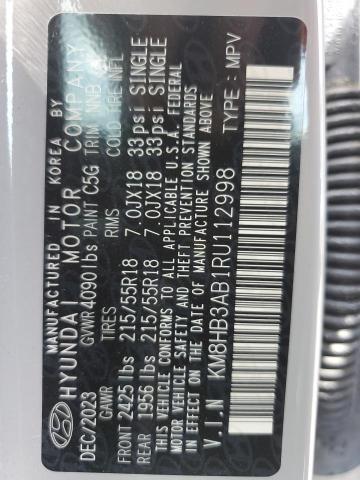 MANUFACTURED IN KOREA BY
HYUNDAI MOTOR COMPANY
DEC/2023 GVWR 4090 lbs PAINT C5G TRIM NNB
GAWR TIRES RIMS COLD TIRE INFL
FRONT 2425 lbs 215/55R18 7.0JX18 33psi SINGLE
REAR 1956 lbs 215/55R18 7.0JX18 33psi SINGLE
THIS VEHICLE CONFORMS TO ALL APPLICABLE U.S.A. FEDERAL
MOTOR VEHICLE SAFETY AND THEFT PREVENTION STANDARDS
IN EFFECT ON THE DATE OF MANUFACTURE SHOWN ABOVE
V.I.N KM8HB3AB1RU112998
TYPE : MPV